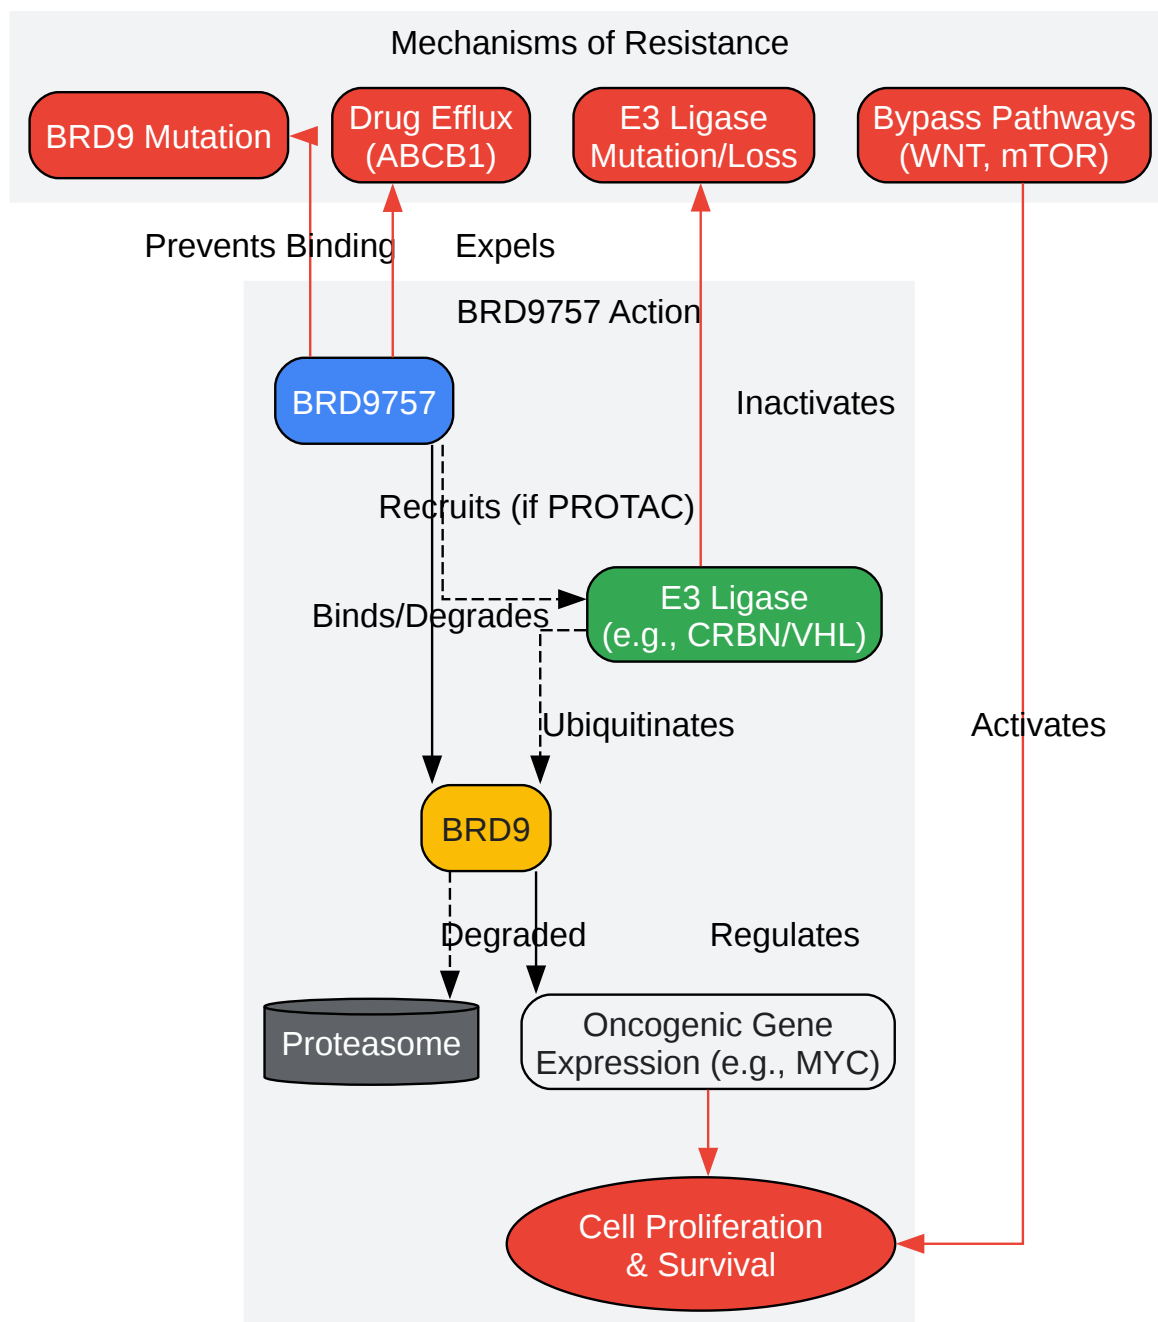 Mechanisms of Resistance
BRD9 Mutation
Drug Efflux
(ABCB1)
E3 Ligase
Mutation/Loss
Bypass Pathways
(WNT, mTOR)
Prevents Binding
Expels
BRD9757 Action
BRD9757
Inactivates
Recruits (if PROTAC)
E3 Ligase
(e.g., CRBN/VHL)
Binds/Degrades
Ubiquitinates
Activates
BRD9
Degraded
Regulates
Proteasome
Oncogenic Gene
Expression (e.g., MYC)
Cell Proliferation
& Survival